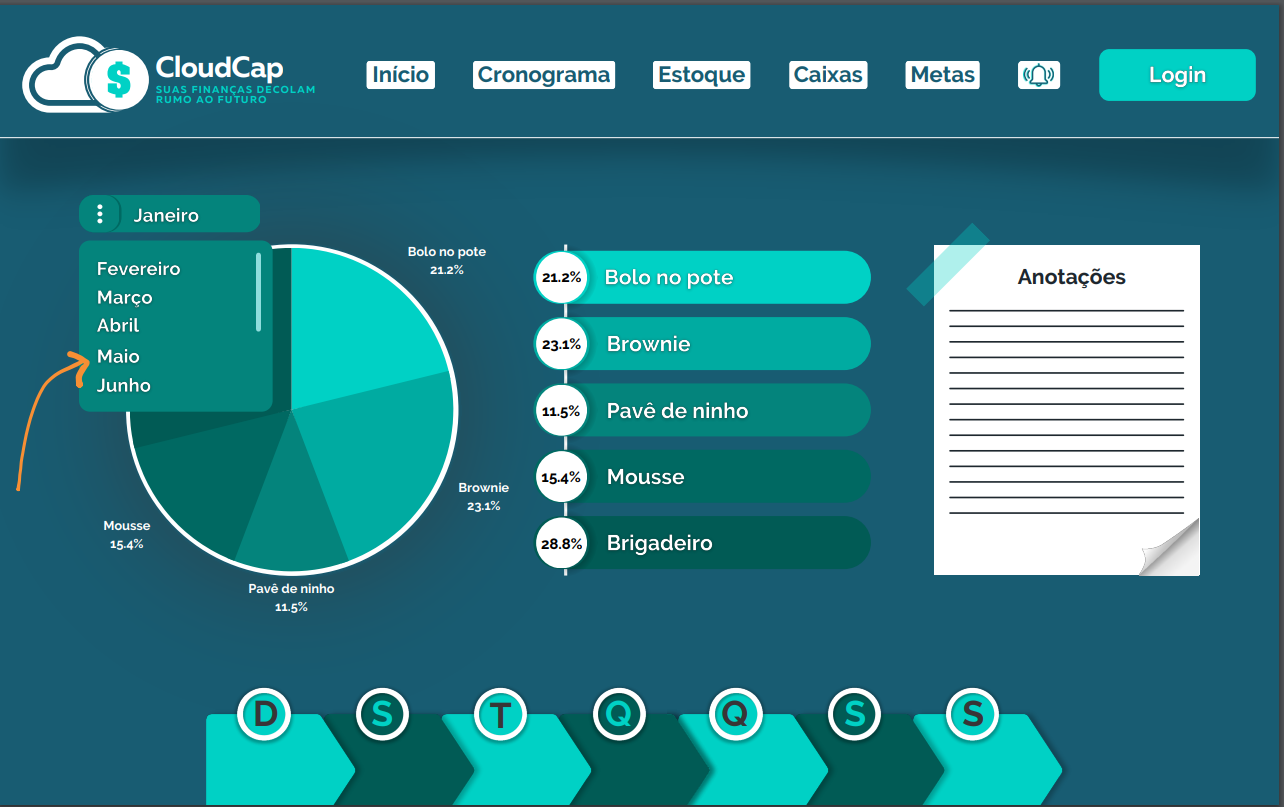 CloudCap
SUAS FINANÇAS DECOLAM
RUMO AO FUTURO
Início
Cronograma
Estoque
Caixas
Metas
Login
Janeiro
Fevereiro
Março
Abril
Maio
Junho
Bolo no pote
21.2%
Brownie
23.1%
Pavê de ninho
11.5%
Mousse
15.4%
21.2% Bolo no pote
23.1% Brownie
11.5% Pavê de ninho
15.4% Mousse
28.8% Brigadeiro
Anotações
D S T Q Q S S